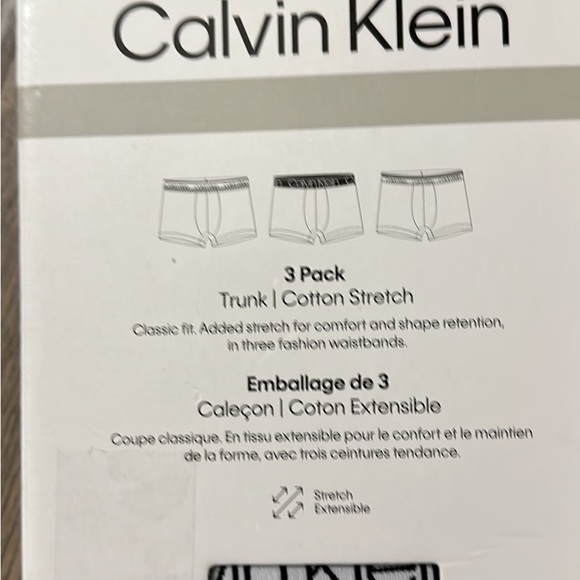 Calvin Klein
3 Pack
Trunk | Cotton Stretch
Classic fit. Added stretch for comfort and shape retention,
in three fashion waistbands.
Emballage de 3
Caleçon | Coton Extensible
Coupe classique. En tissu extensible pour le confort et le maintien
de la forme, avec trois ceintures tendance.
Stretch
Extensible